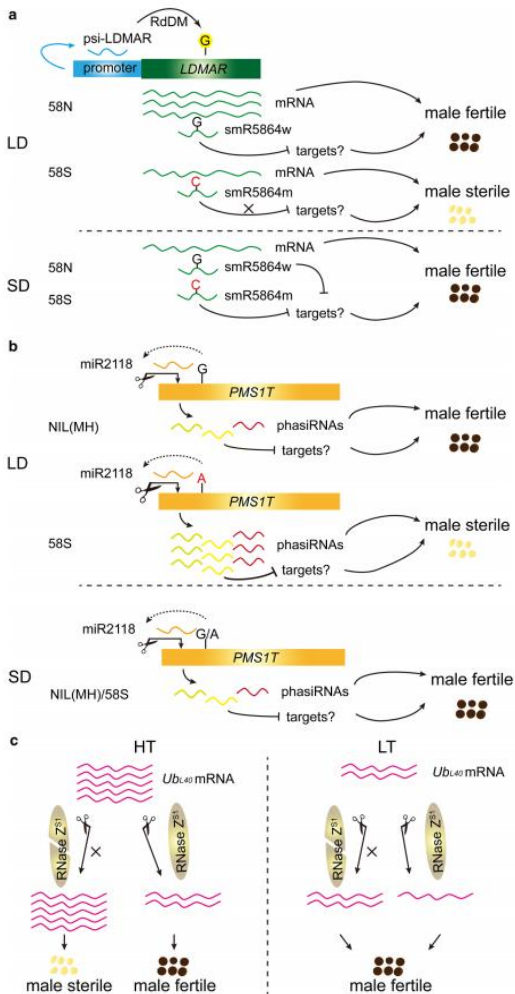 a
RdDM
psi-LDMAR
G
promoter
LDMAR
58N
mRNA
male fertile
G
smR5864w
targets?
LD
58S
mRNA
C
smR5864m
male sterile
targets?
58N
mRNA
G
smR5864w
male fertile
SD
58S
C
smR5864m
targets?
b
miR2118
G
PMS1T
NIL(MH)
phasiRNAs
male fertile
targets?
LD
miR2118
A
PMS1T
58S
phasiRNAs
male sterile
targets?
miR2118
G/A
PMS1T
SD
NIL(MH)/58S
phasiRNAs
male fertile
targets?
c
HT
LT
UbL40 mRNA
UbL40 mRNA
RNase ZS1
RNase ZS1
RNase ZS1
RNase ZS1
male sterile
male fertile
male fertile